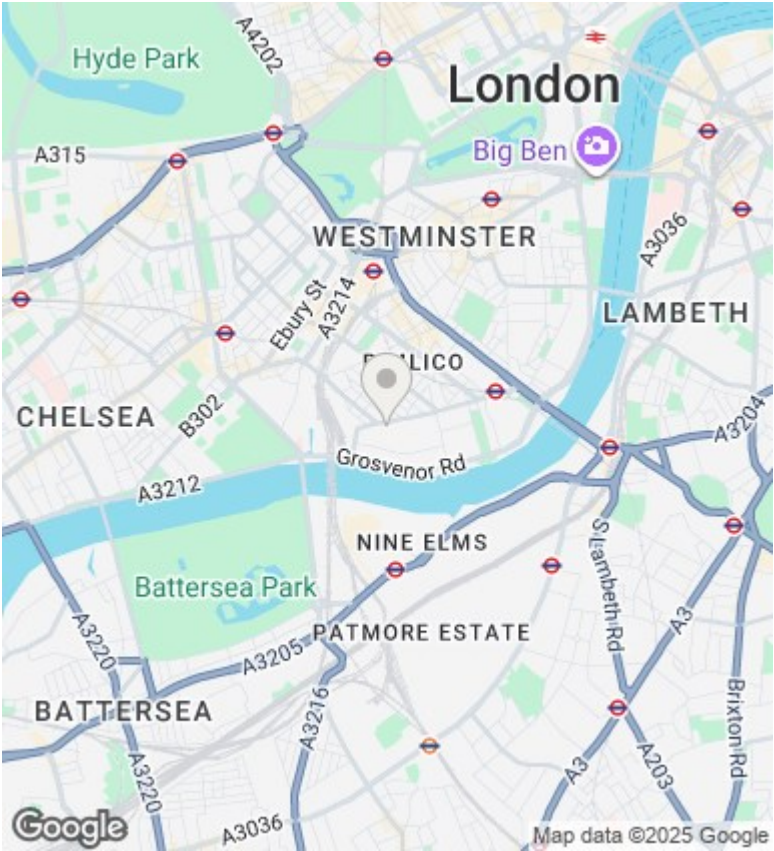 A4202
Hyde Park
London
A315
Big Ben
WESTMINSTER
A3036
Ebury St
A3214
LAMBETH
CHELSEA
B302
A3204
Grosvenor Rd
A3212
NINE ELMS
S Lambeth Rd
Battersea Park
A3220
A3
PATMORE ESTATE
A3205
BATTERSEA
A3216
Brixton Rd
A3220
A3
A203
Google
A3036
Map data ©2025 Google